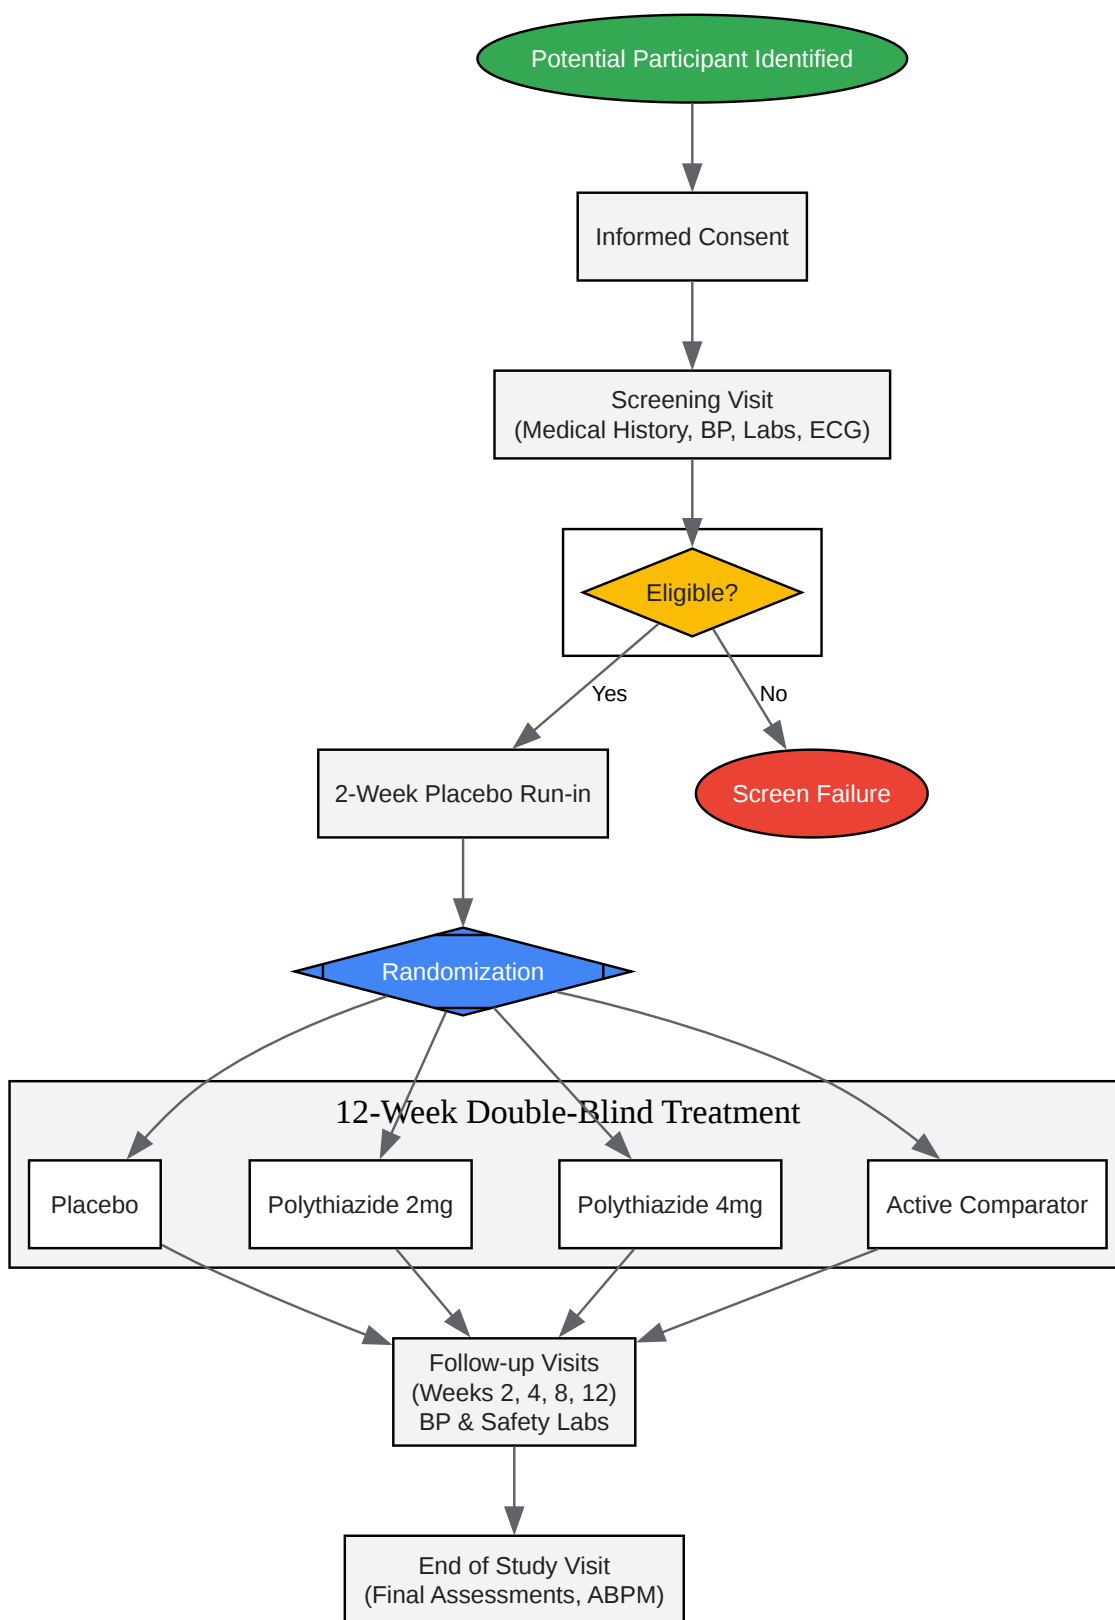 Potential Participant Identified
Informed Consent
Screening Visit
(Medical History, BP, Labs, ECG)
Eligible?
Yes
No
2-Week Placebo Run-in
Screen Failure
Randomization
12-Week Double-Blind Treatment
Placebo
Polythiazide 2mg
Polythiazide 4mg
Active Comparator
Follow-up Visits
(Weeks 2, 4, 8, 12)
BP & Safety Labs
End of Study Visit
(Final Assessments, ABPM)